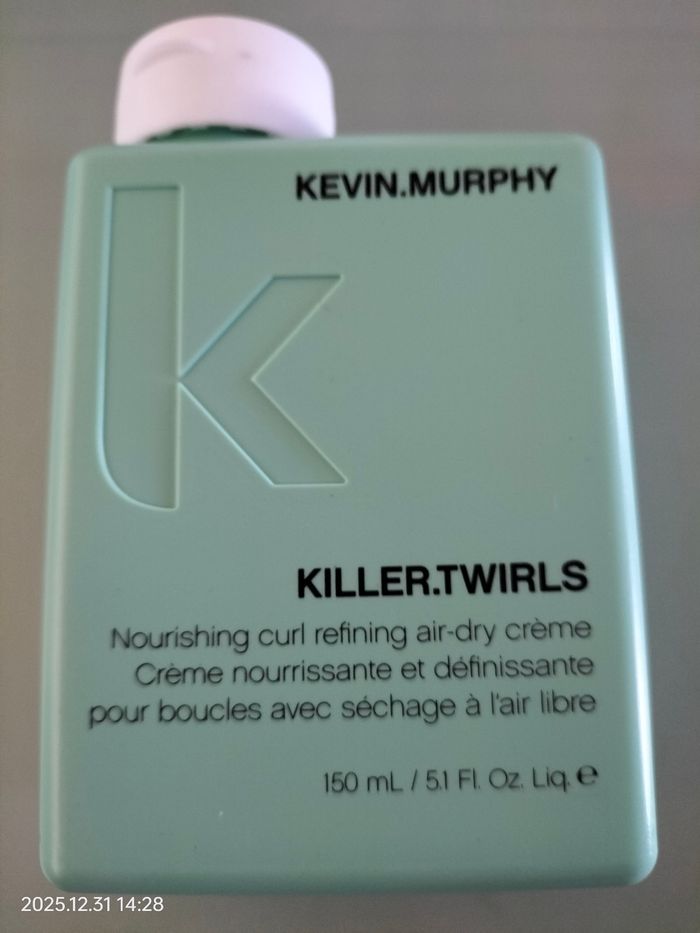 KEVIN.MURPHY
k
KILLER.TWIRLS
Nourishing curl refining air-dry crème
Crème nourrissante et définissante
pour boucles avec séchage à l'air libre
150 mL / 5.1 Fl. Oz. Liq. ℮
2025.12.31 14:28